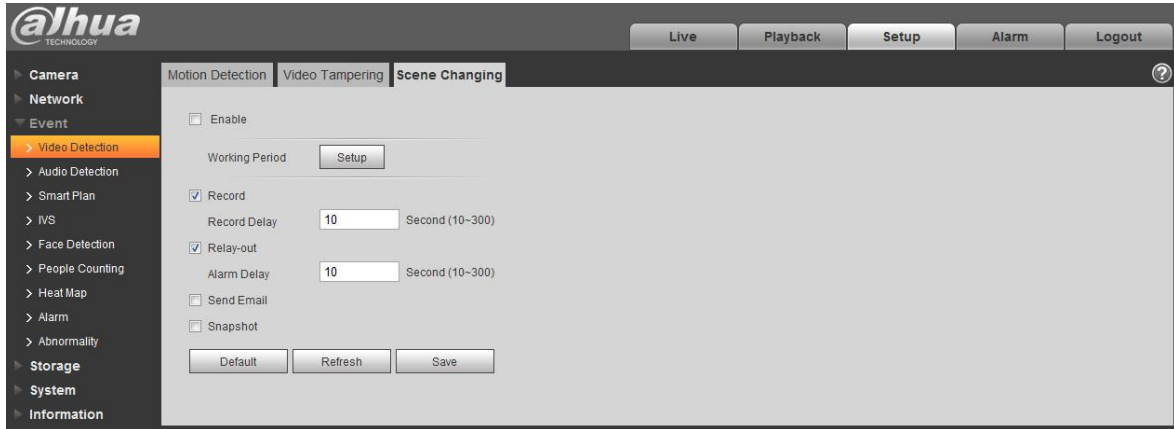 alhua
TECHNOLOGY
Live Playback Setup Alarm Logout
Camera
Network
Event
Video Detection
Audio Detection
Smart Plan
IVS
Face Detection
People Counting
Heat Map
Alarm
Abnormality
Storage
System
Information
Motion Detection Video Tampering Scene Changing
Enable
Working Period Setup
Record
Record Delay 10 Second (10~300)
Relay-out
Alarm Delay 10 Second (10~300)
Send Email
Snapshot
Default Refresh Save